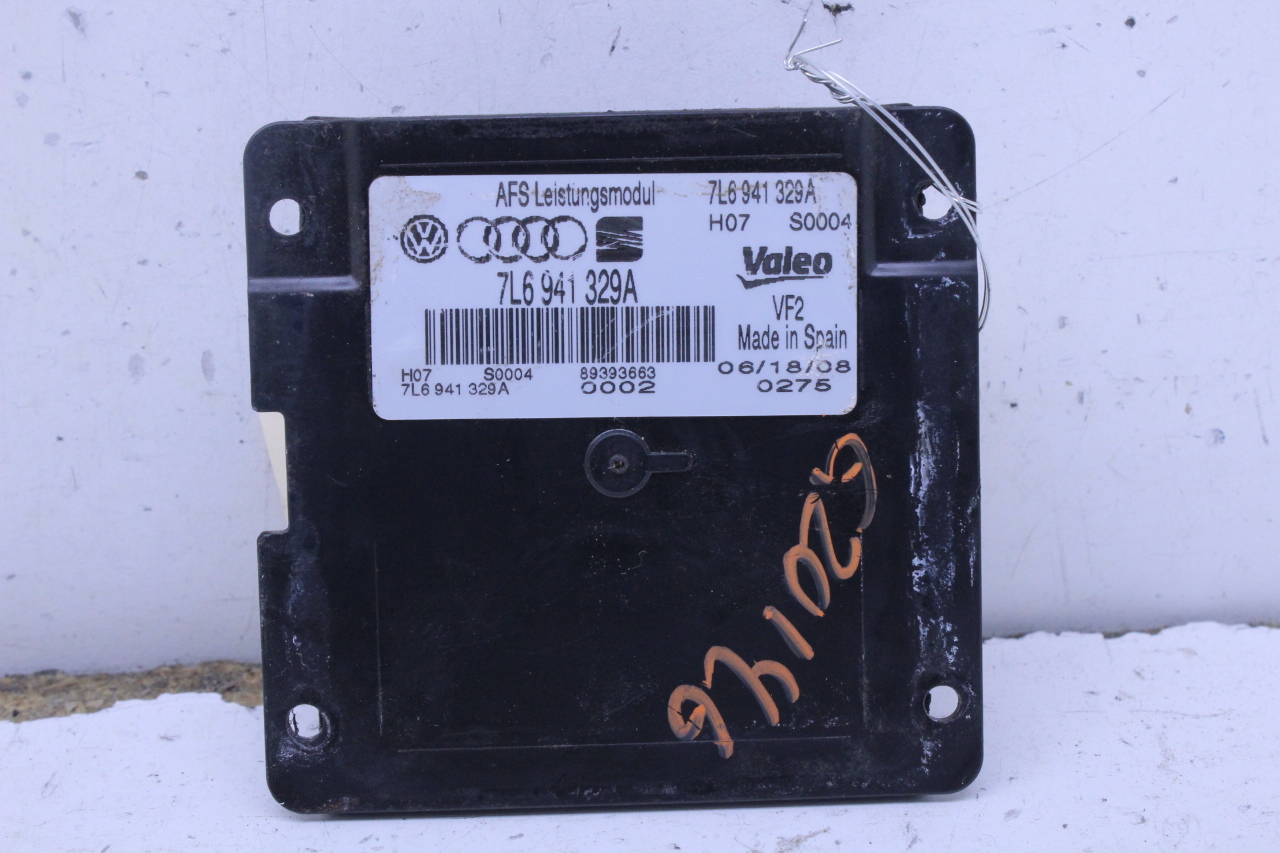 AFS Leistungsmodul 7L6 941 329A
H07 S0004
VW
Valeo
7L6 941 329A
VF2
Made in Spain
H07 S0004 89393663 06/18/08
7L6 941 329A 0002 0275